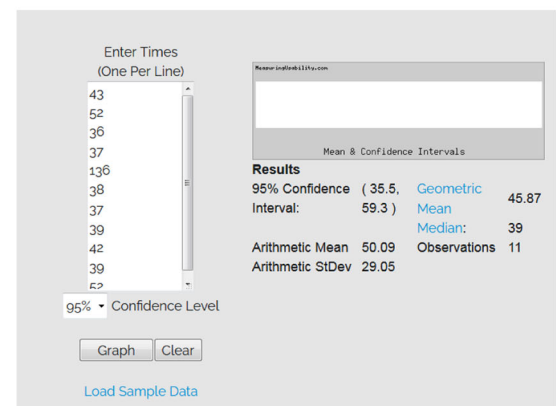 Enter Times
(One Per Line)
43
52
36
37
136
38
37
39
42
39
52
95% Confidence Level
Graph Clear
Load Sample Data
MeasuringUsability.com
Mean & Confidence Intervals
Results
95% Confidence Interval: ( 35.5, 59.3 ) Geometric Mean 45.87
Median: 39
Arithmetic Mean 50.09 Observations 11
Arithmetic StDev 29.05